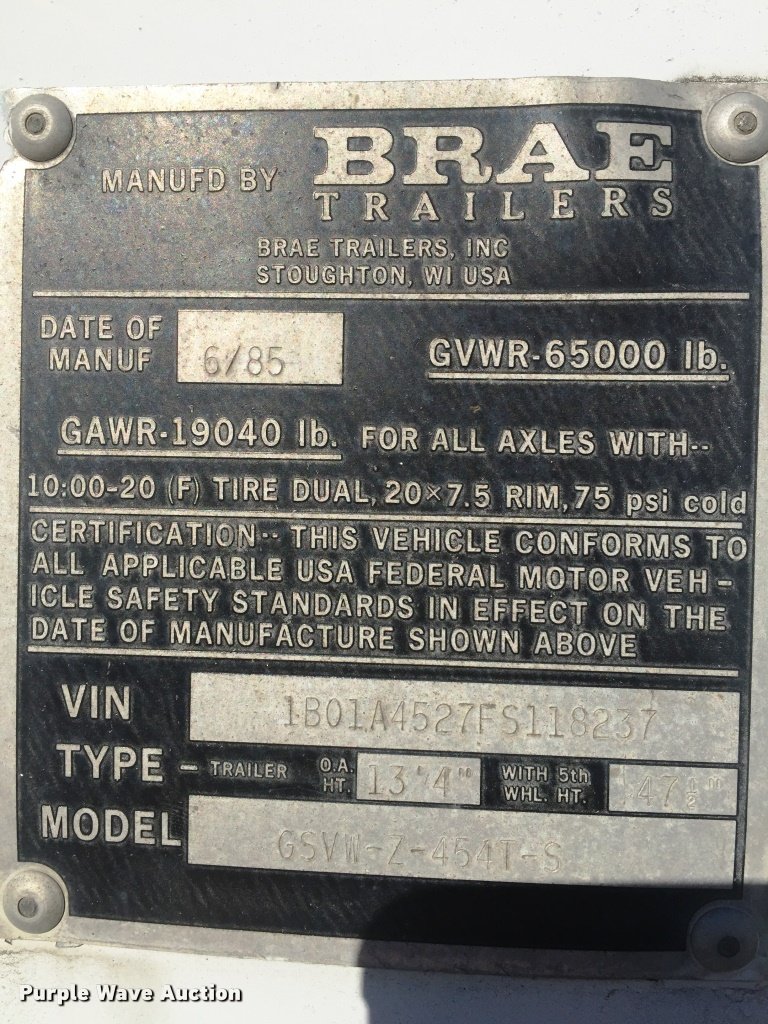 MANUFD BY BRAE
TRAILERS
BRAE TRAILERS, INC
STOUGHTON, WI USA
DATE OF
MANUF 6/85 GVWR-65000 lb.
GAWR-19040 lb. FOR ALL AXLES WITH--
10:00-20 (F) TIRE DUAL, 20×7.5 RIM, 75 psi cold
CERTIFICATION-- THIS VEHICLE CONFORMS TO
ALL APPLICABLE USA FEDERAL MOTOR VEH-
ICLE SAFETY STANDARDS IN EFFECT ON THE
DATE OF MANUFACTURE SHOWN ABOVE
VIN 1B01A4527FS118237
TYPE - TRAILER O.A. HT. 13'4" WITH 5th WHL. HT. 47 1/2"
MODEL GSVW-Z-454T-S
Purple Wave Auction